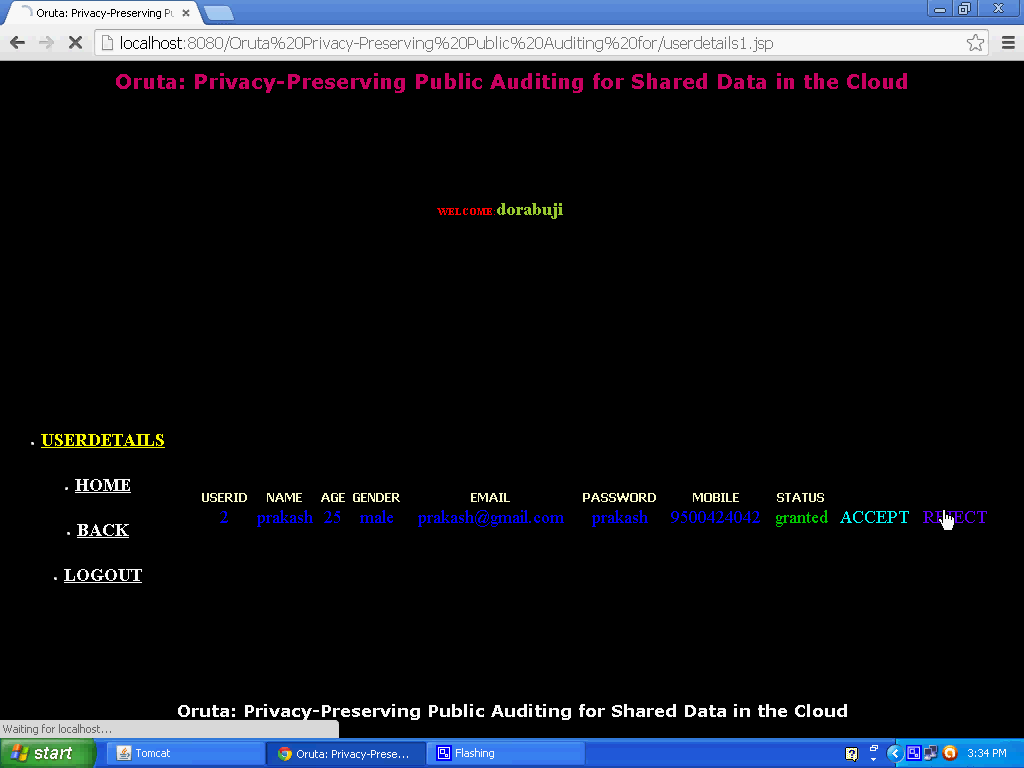 Oruta: Privacy-Preserving Pu
localhost:8080/Oruta%20Privacy-Preserving%20Public%20Auditing%20for/userdetails1.jsp
Oruta: Privacy-Preserving Public Auditing for Shared Data in the Cloud
WELCOME:dorabuji
USERDETAILS
HOME
BACK
LOGOUT
USERID NAME AGE GENDER EMAIL PASSWORD MOBILE STATUS
2 prakash 25 male prakash@gmail.com prakash 9500424042 granted ACCEPT REJECT
Oruta: Privacy-Preserving Public Auditing for Shared Data in the Cloud
Waiting for localhost...
start Tomcat Oruta: Privacy-Prese... Flashing 3:34 PM